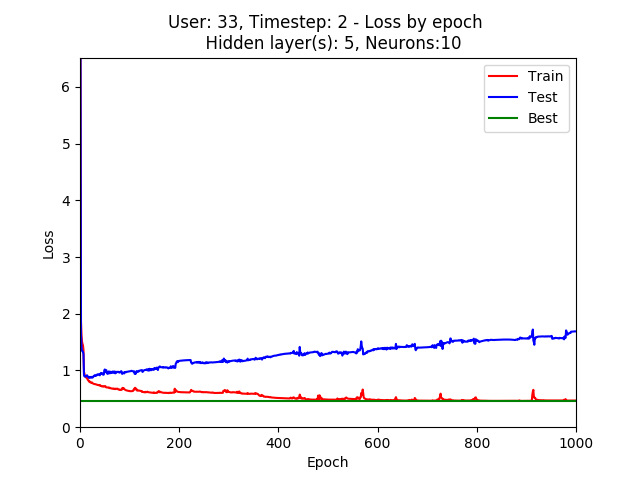 User: 33, Timestep: 2 - Loss by epoch
Hidden layer(s): 5, Neurons:10
Train
Test
Best
6
5
4
3
2
1
0
Loss
0 200 400 600 800 1000
Epoch